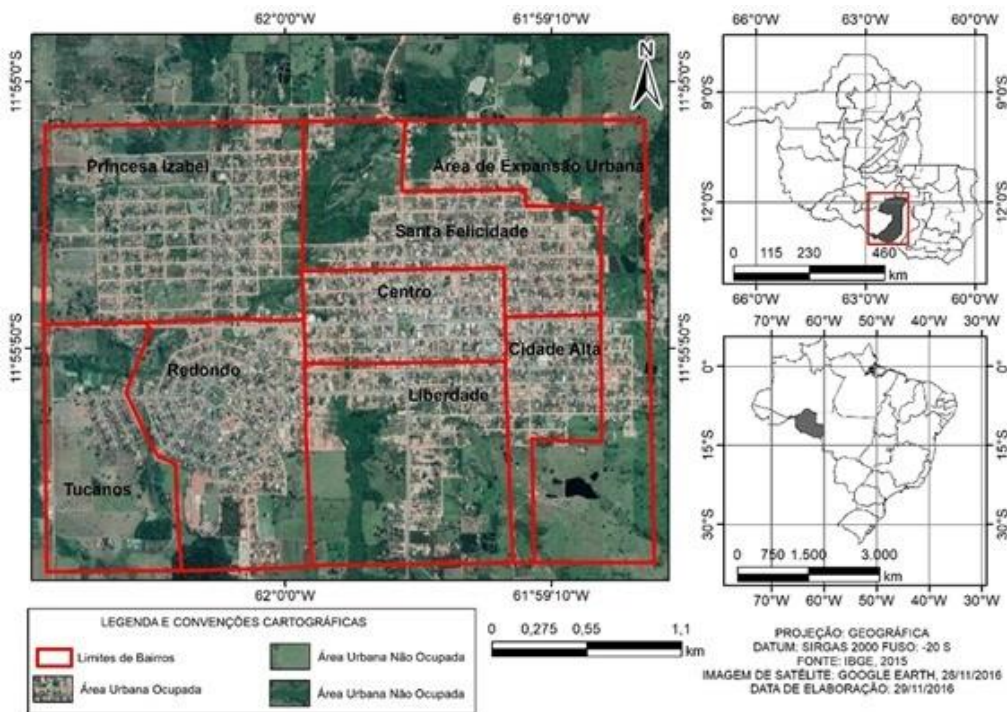 62°0'0"W
61°59'10"W
11°55'0"S
11°55'0"S
N
Princesa Izabel
Área de Expansão Urbana
Santa Felicidade
Centro
11°55'50"S
11°55'50"S
Cidade Alta
Redondo
Liberdade
Tucanos
62°0'0"W
61°59'10"W
66°0'W
63°0'W
60°0'W
9°0'S
9°0'S
12°0'S
12°0'S
0 115 230 460
km
66°0'W
63°0'W
60°0'W
70°W 60°W 50°W 40°W 30°W
0°
0°
15°S
15°S
30°S
30°S
0 750 1.500 3.000
km
70°W 60°W 50°W 40°W 30°W
LEGENDA E CONVENÇÕES CARTOGRÁFICAS
Limites de Bairros
Área Urbana Não Ocupada
Área Urbana Ocupada
Área Urbana Não Ocupada
0 0,275 0,55 1,1
km
PROJEÇÃO: GEOGRÁFICA
DATUM: SIRGAS 2000 FUSO: -20 S
FONTE: IBGE, 2015
IMAGEM DE SATÉLITE: GOOGLE EARTH, 28/11/2016
DATA DE ELABORAÇÃO: 29/11/2016